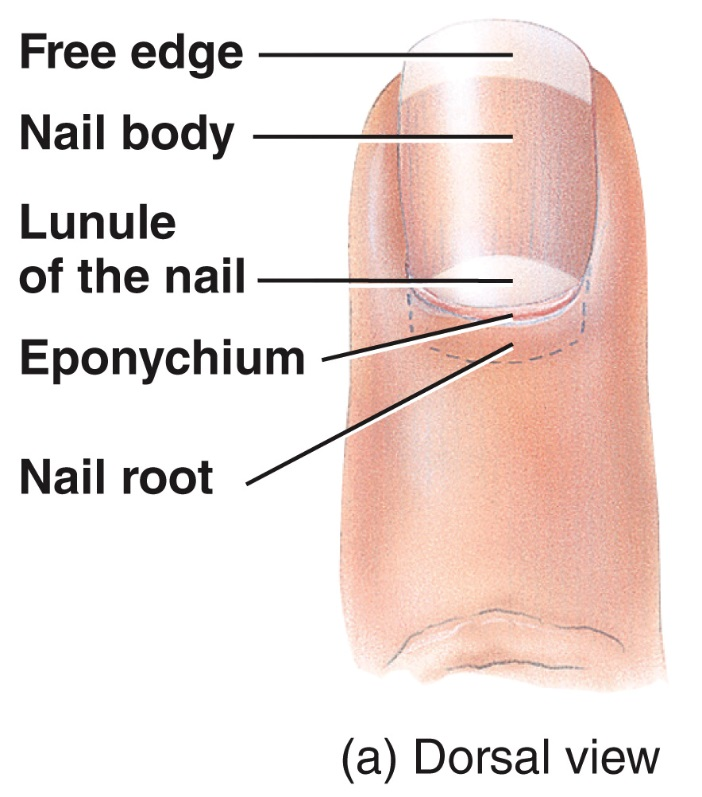 Free edge
Nail body
Lunule
of the nail
Eponychium
Nail root
(a) Dorsal view